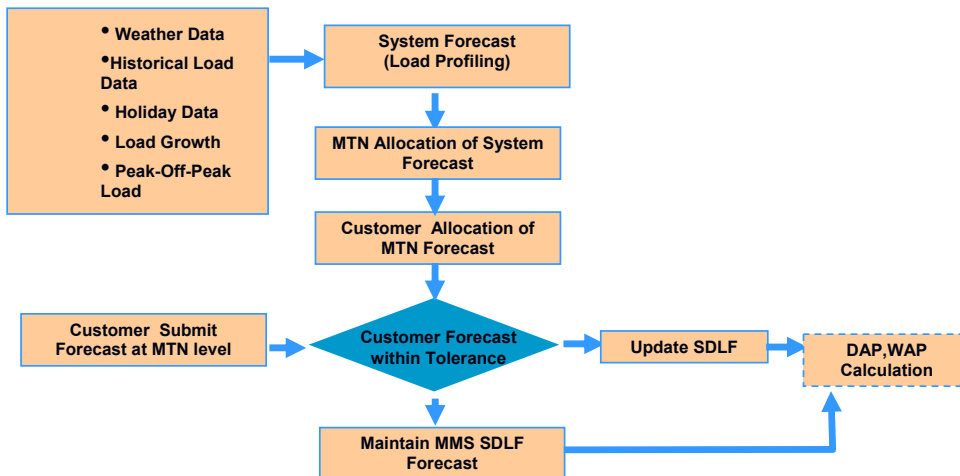 • Weather Data
•Historical Load
Data
• Holiday Data
• Load Growth
• Peak-Off-Peak
Load
System Forecast
(Load Profiling)
MTN Allocation of System
Forecast
Customer Allocation of
MTN Forecast
Customer Submit
Forecast at MTN level
Customer Forecast
within Tolerance
Update SDLF
DAP,WAP
Calculation
Maintain MMS SDLF
Forecast